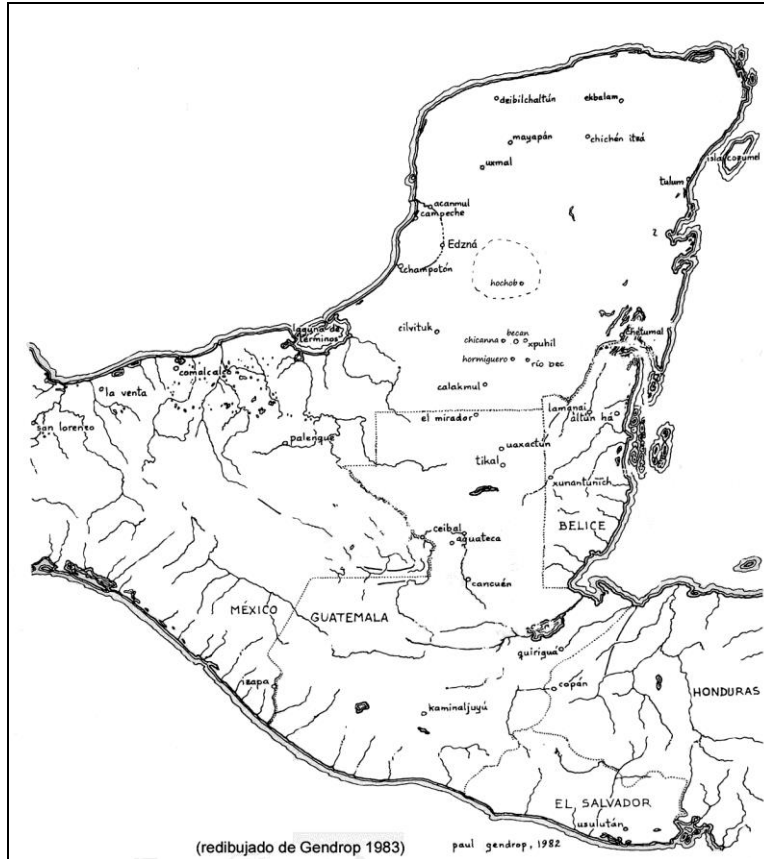 dzibilchaltún
ekbalam
mayapán
chichén itzá
uxmal
isla cozumel
tulum
acanmul
campeche
Edzná
champotón
hochob
laguna de
términos
cilvituk
becan
chicanna
xpuhil
chetumal
hormiguero
río bec
comalcalco
la venta
calakmul
lamanai
el mirador
altún há
san lorenzo
palenque
uaxactún
tikal
xunantunich
BELICE
ceibal
aguateca
cancuén
MÉXICO
GUATEMALA
quiriguá
izapa
copán
HONDURAS
kaminaljuyú
EL SALVADOR
usulután
(redibujado de Gendrop 1983)
paul gendrop, 1982